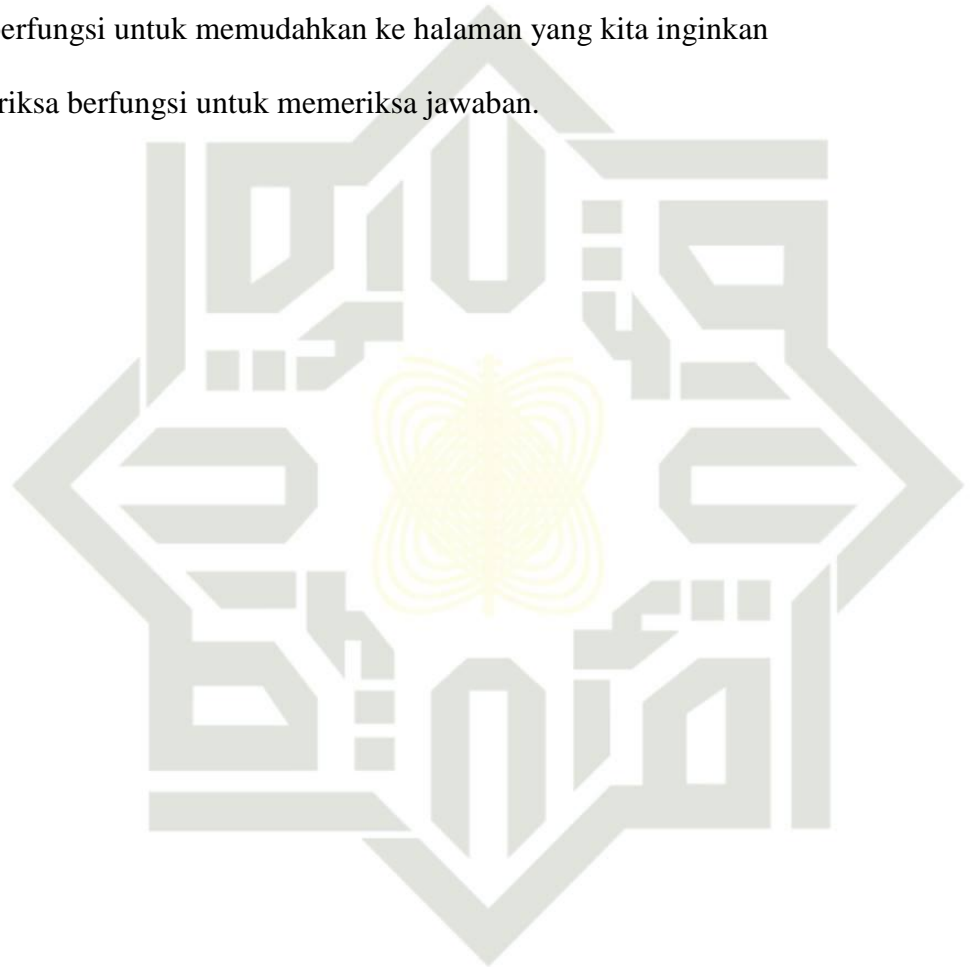 erfungsi untuk memudahkan ke halaman yang kita inginkan
riksa berfungsi untuk memeriksa jawaban.